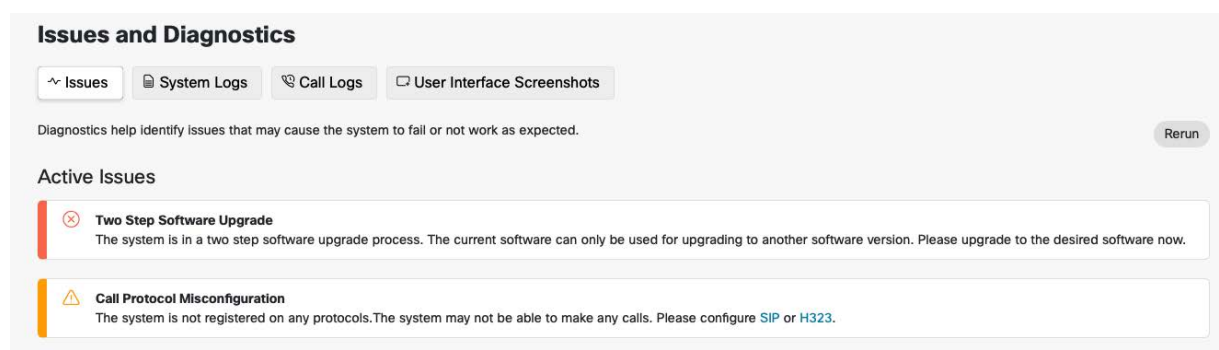 Issues and Diagnostics
Issues System Logs Call Logs User Interface Screenshots
Diagnostics help identify issues that may cause the system to fail or not work as expected.
Rerun
Active Issues
Two Step Software Upgrade
The system is in a two step software upgrade process. The current software can only be used for upgrading to another software version. Please upgrade to the desired software now.
Call Protocol Misconfiguration
The system is not registered on any protocols.The system may not be able to make any calls. Please configure SIP or H323.